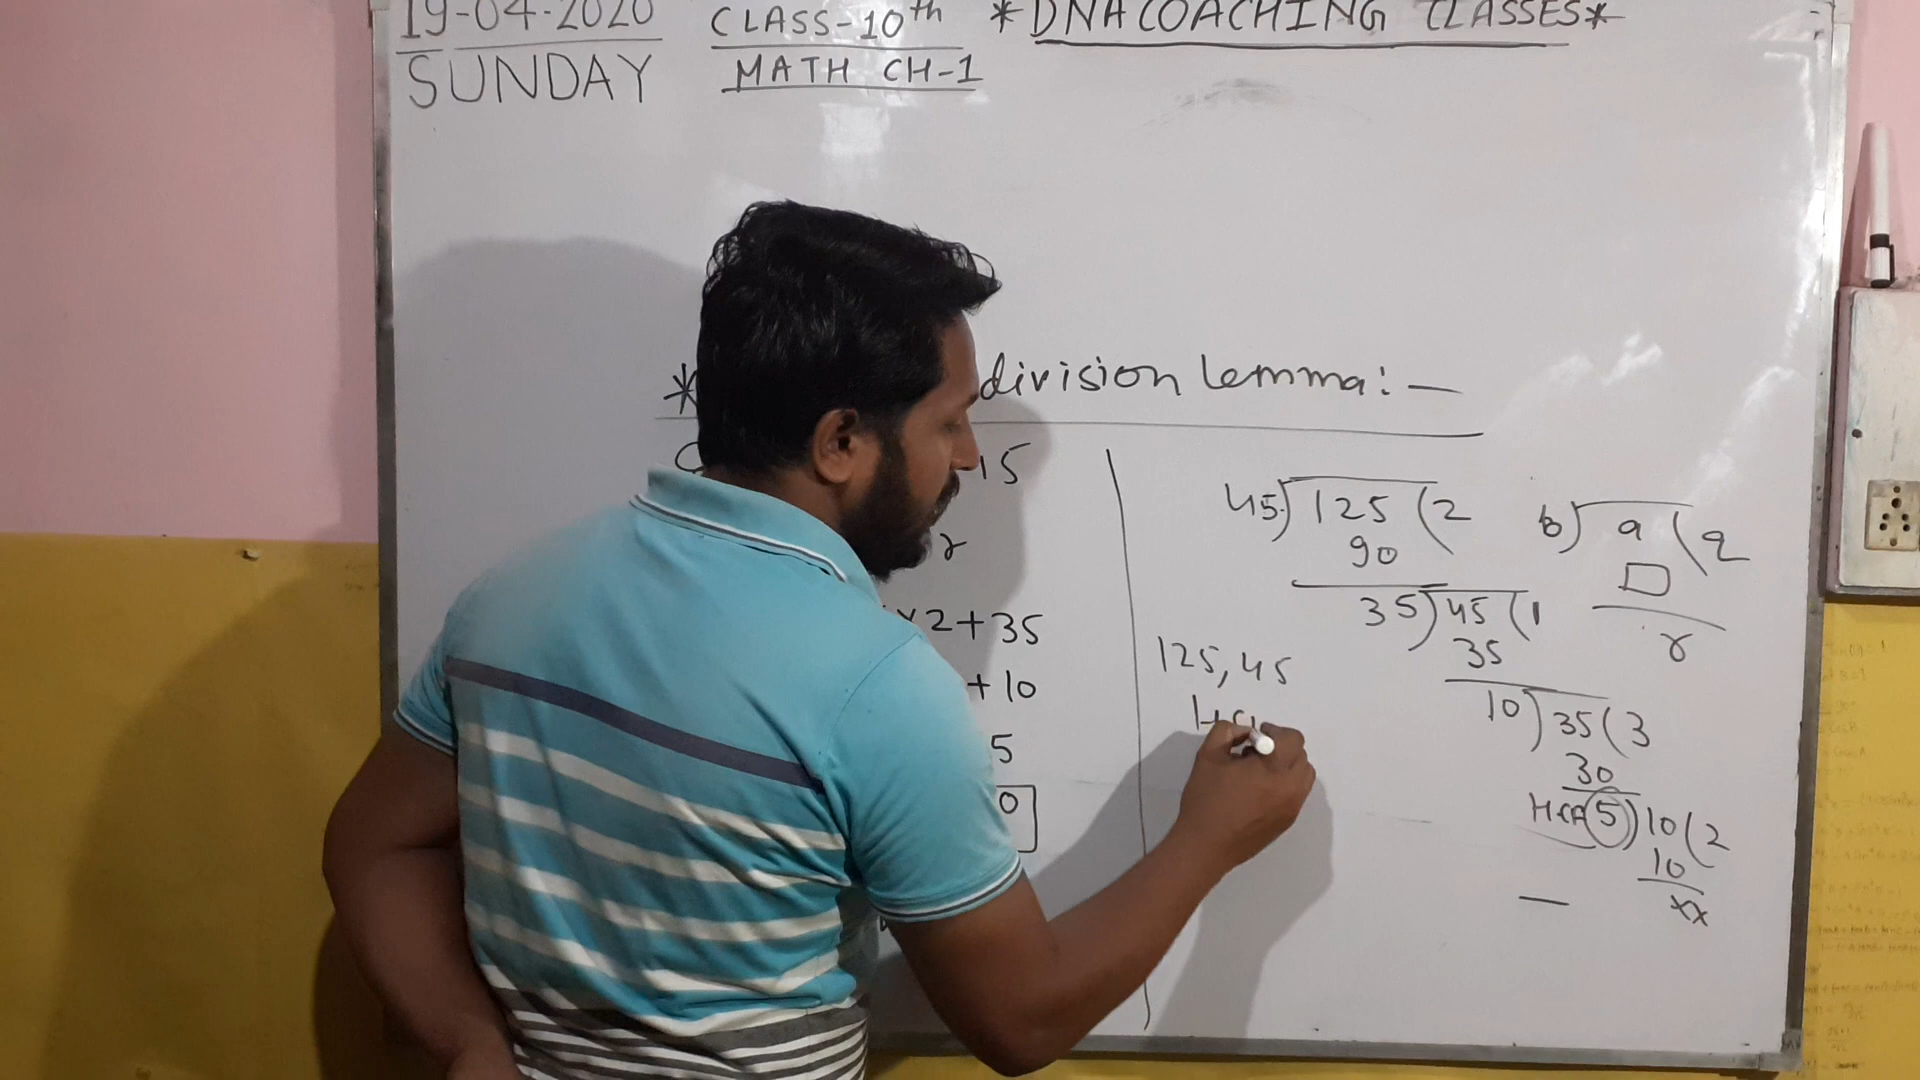 19-04-2020
SUNDAY
CLASS-10th
MATH CH-1
*DNA COACHING CLASSES*
* division lemma:—
15
r
×2+35
+10
5
0
45)125(2
90
35)45(1
35
10)35(3
30
HCF(5)10(2
10
××
b)a(q
□
r
125,45